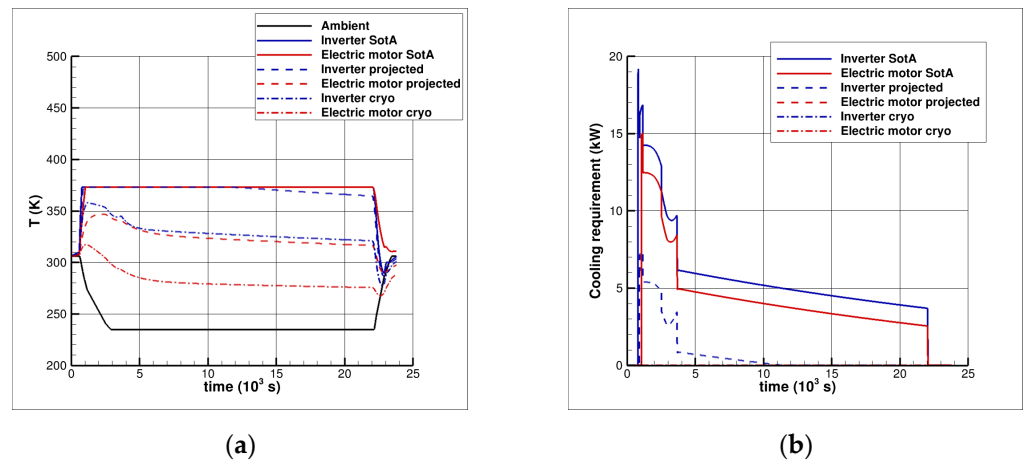 Ambient
Inverter SotA
Electric motor SotA
Inverter projected
Electric motor projected
Inverter cryo
Electric motor cryo
T (K)
500
450
400
350
300
250
200
0
5
10
15
20
25
time (10³ s)
(a)
Inverter SotA
Electric motor SotA
Inverter projected
Electric motor projected
Inverter cryo
Electric motor cryo
Cooling requirement (kW)
20
15
10
5
0
0
5
10
15
20
25
time (10³ s)
(b)